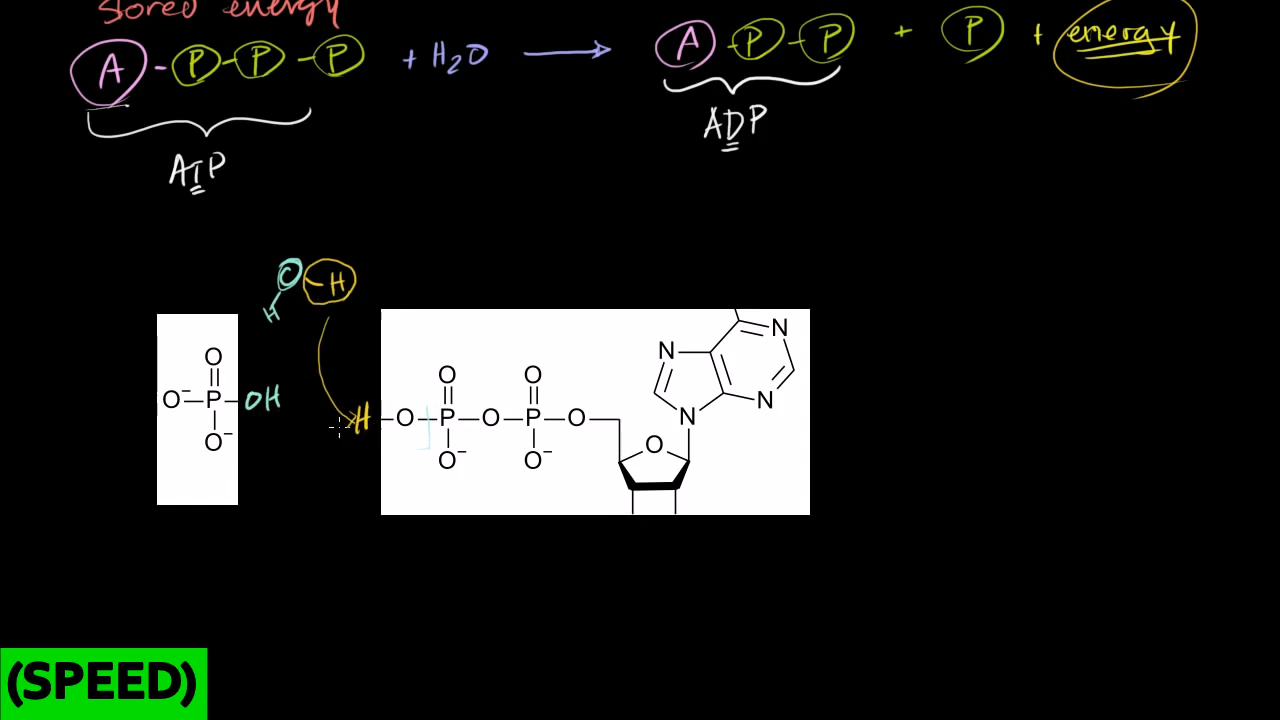 stored energy
A - P - P - P + H₂O → A - P - P + P + energy
ATP
ADP
O - H
H
O
O⁻ P OH
O⁻
H O P O P O
O O
O⁻ O⁻
N N
N N
O
(SPEED)